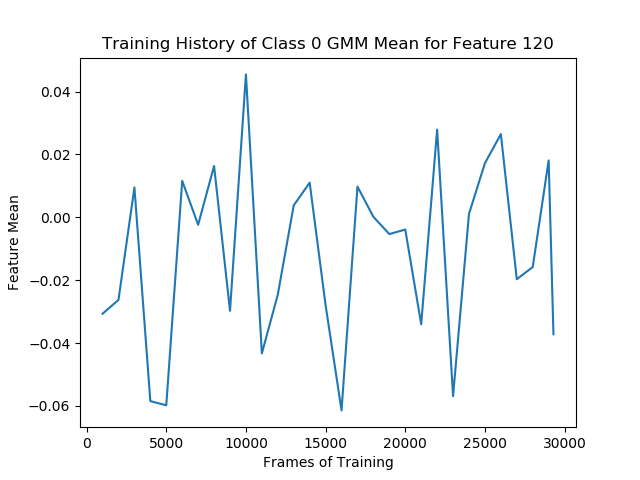 Training History of Class 0 GMM Mean for Feature 120
0.04
0.02
0.00
−0.02
−0.04
−0.06
Feature Mean
0 5000 10000 15000 20000 25000 30000
Frames of Training